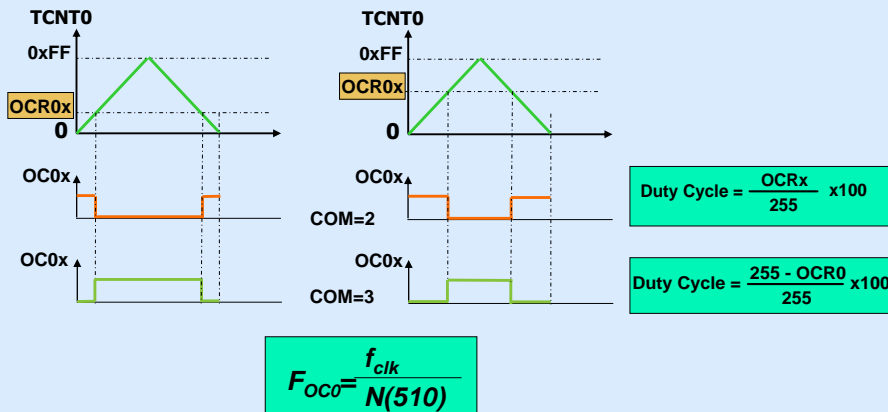 TCNT0
0xFF
OCR0x
0
OC0x
OC0x
TCNT0
0xFF
OCR0x
0
OC0x
COM=2
OC0x
COM=3
Duty Cycle = OCRx / 255 x100
Duty Cycle = 255 - OCR0 / 255 x100
F_OC0 = f_clk / N(510)